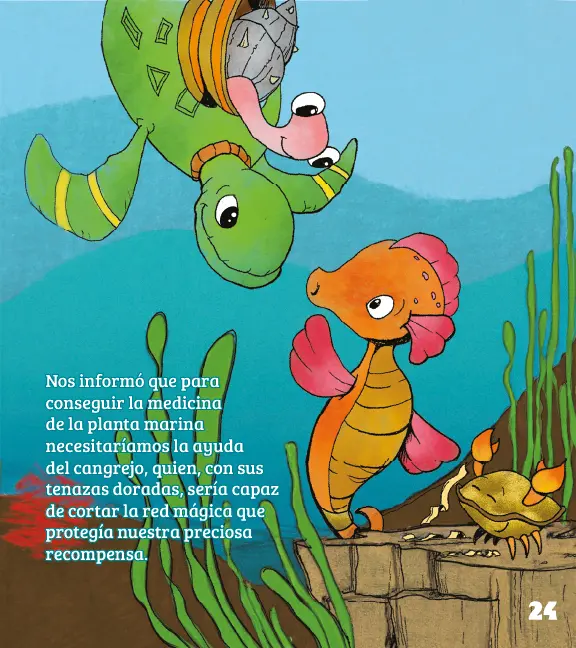 Nos informó que para
conseguir la medicina
de la planta marina
necesitaríamos la ayuda
del cangrejo, quien, con sus
tenazas doradas, sería capaz
de cortar la red mágica que
protegía nuestra preciosa
recompensa.
24